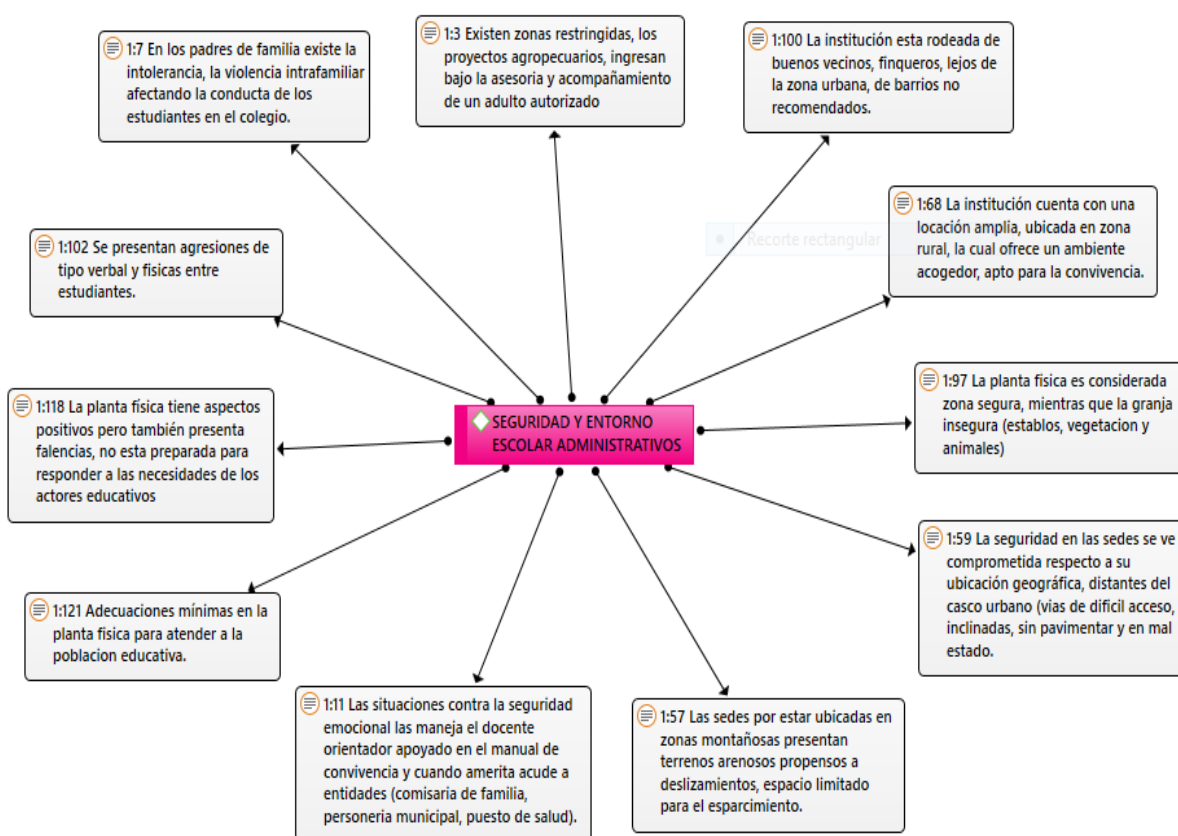 1:7 En los padres de familia existe la
intolerancia, la violencia intrafamiliar
afectando la conducta de los
estudiantes en el colegio.
1:3 Existen zonas restringidas, los
proyectos agropecuarios, ingresan
bajo la asesoria y acompañamiento
de un adulto autorizado
1:100 La institución esta rodeada de
buenos vecinos, finqueros, lejos de
la zona urbana, de barrios no
recomendados.
1:68 La institución cuenta con una
locación amplia, ubicada en zona
rural, la cual ofrece un ambiente
acogedor, apto para la convivencia.
Recorte rectangular
1:102 Se presentan agresiones de
tipo verbal y físicas entre
estudiantes.
1:97 La planta fisica es considerada
zona segura, mientras que la granja
insegura (establos, vegetacion y
animales)
1:118 La planta física tiene aspectos
positivos pero también presenta
falencias, no esta preparada para
responder a las necesidades de los
actores educativos
SEGURIDAD Y ENTORNO
ESCOLAR ADMINISTRATIVOS
1:59 La seguridad en las sedes se ve
comprometida respecto a su
ubicación geográfica, distantes del
casco urbano (vias de dificil acceso,
inclinadas, sin pavimentar y en mal
estado.
1:121 Adecuaciones mínimas en la
planta fisica para atender a la
poblacion educativa.
1:11 Las situaciones contra la seguridad
emocional las maneja el docente
orientador apoyado en el manual de
convivencia y cuando amerita acude a
entidades (comisaria de familia,
personeria municipal, puesto de salud).
1:57 Las sedes por estar ubicadas en
zonas montañosas presentan
terrenos arenosos propensos a
deslizamientos, espacio limitado
para el esparcimiento.